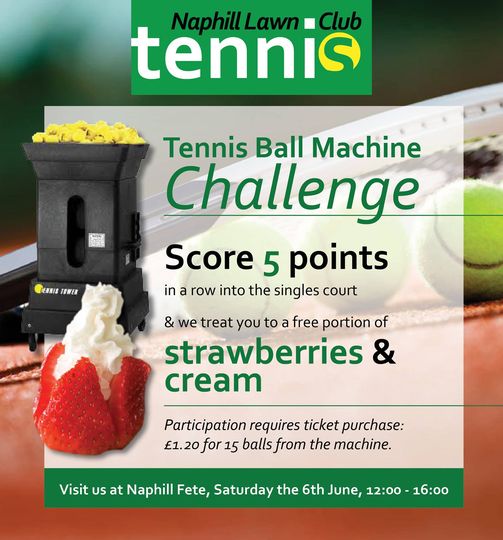 Naphill Lawn Club
tennis
Tennis Ball Machine
Challenge
Score 5 points
in a row into the singles court
& we treat you to a free portion of
strawberries &
cream
Participation requires ticket purchase:
£1.20 for 15 balls from the machine.
Visit us at Naphill Fete, Saturday the 6th June, 12:00 - 16:00
TENNIS TOWER